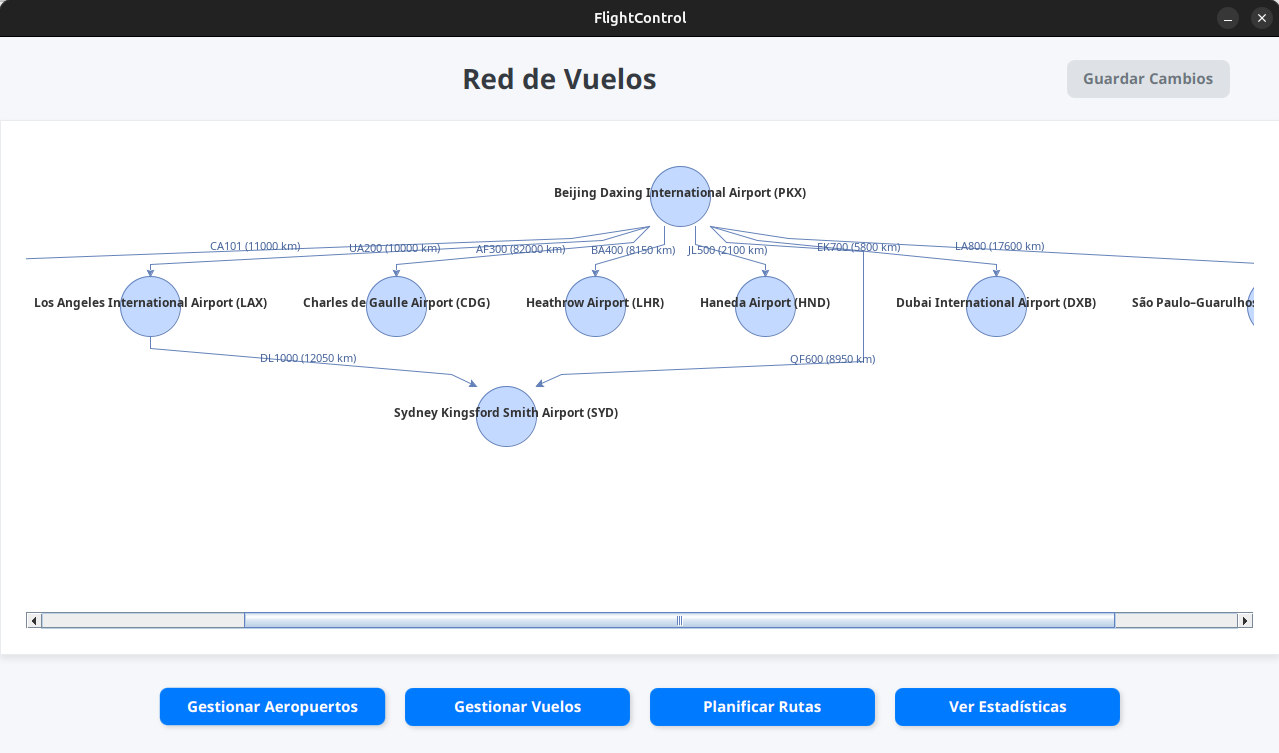 FlightControl
Red de Vuelos
Guardar Cambios
Beijing Daxing International Airport (PKX)
CA101 (11000 km)
UA200 (10000 km)
AF300 (82000 km)
BA400 (8150 km)
JL500 (2100 km)
EK700 (5800 km)
LA800 (17600 km)
Los Angeles International Airport (LAX)
Charles de Gaulle Airport (CDG)
Heathrow Airport (LHR)
Haneda Airport (HND)
Dubai International Airport (DXB)
São Paulo–Guarulhos
DL1000 (12050 km)
QF600 (8950 km)
Sydney Kingsford Smith Airport (SYD)
Gestionar Aeropuertos
Gestionar Vuelos
Planificar Rutas
Ver Estadísticas